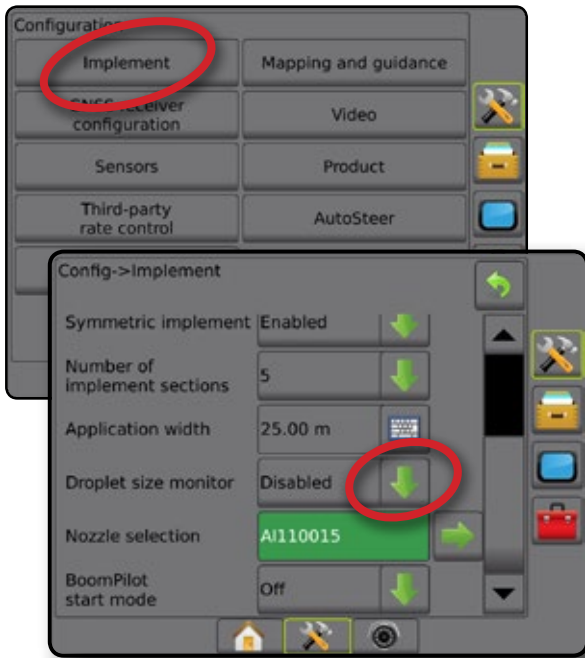 Configuration
Implement
Mapping and guidance
GNSS receiver
configuration
Video
Sensors
Product
Third-party
rate control
AutoSteer
Config->Implement
Symmetric implement Enabled
Number of
implement sections
5
Application width
25.00 m
Droplet size monitor
Disabled
Nozzle selection
AI110015
BoomPilot
start mode
Off